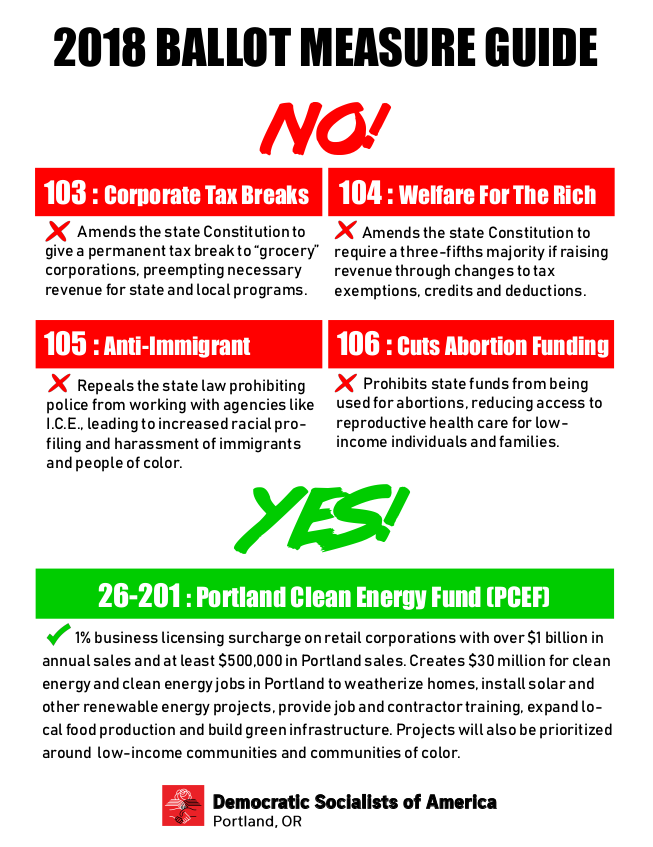 2018 BALLOT MEASURE GUIDE
NO!
103 : Corporate Tax Breaks
Amends the state Constitution to
give a permanent tax break to “grocery”
corporations, preempting necessary
revenue for state and local programs.
104 : Welfare For The Rich
Amends the state Constitution to
require a three-fifths majority if raising
revenue through changes to tax
exemptions, credits and deductions.
105 : Anti-Immigrant
Repeals the state law prohibiting
police from working with agencies like
I.C.E., leading to increased racial pro-
filing and harassment of immigrants
and people of color.
106 : Cuts Abortion Funding
Prohibits state funds from being
used for abortions, reducing access to
reproductive health care for low-
income individuals and families.
YES!
26-201 : Portland Clean Energy Fund (PCEF)
1% business licensing surcharge on retail corporations with over $1 billion in
annual sales and at least $500,000 in Portland sales. Creates $30 million for clean
energy and clean energy jobs in Portland to weatherize homes, install solar and
other renewable energy projects, provide job and contractor training, expand lo-
cal food production and build green infrastructure. Projects will also be prioritized
around low-income communities and communities of color.
Democratic Socialists of America
Portland, OR